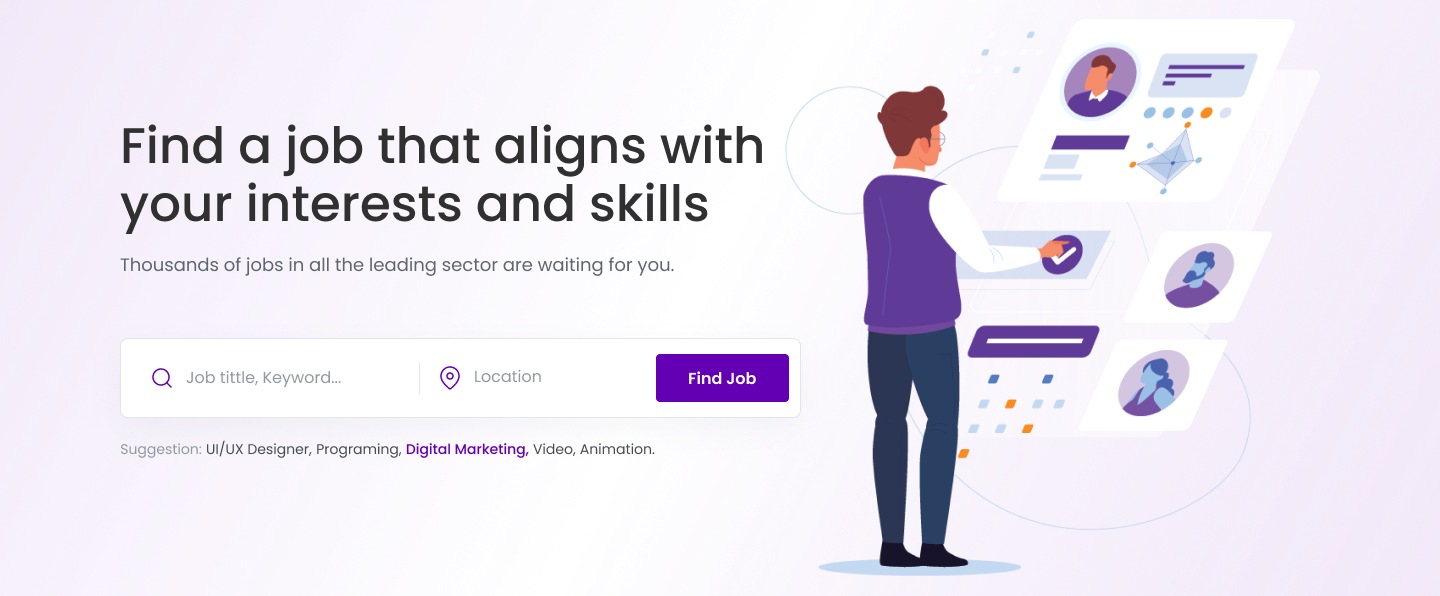 Find a job that aligns with
your interests and skills
Thousands of jobs in all the leading sector are waiting for you.
Job tittle, Keyword...
Location
Find Job
Suggestion: UI/UX Designer, Programing, Digital Marketing, Video, Animation.